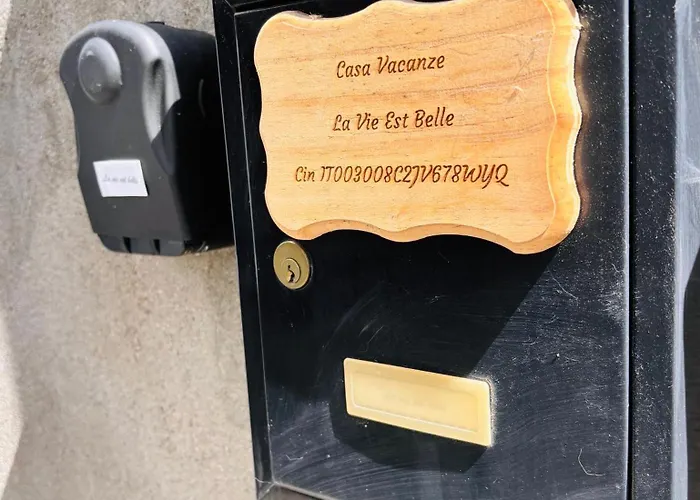 Casa Vacanze
La Vie Est Belle
Cin IT003008C2JV678WYQ